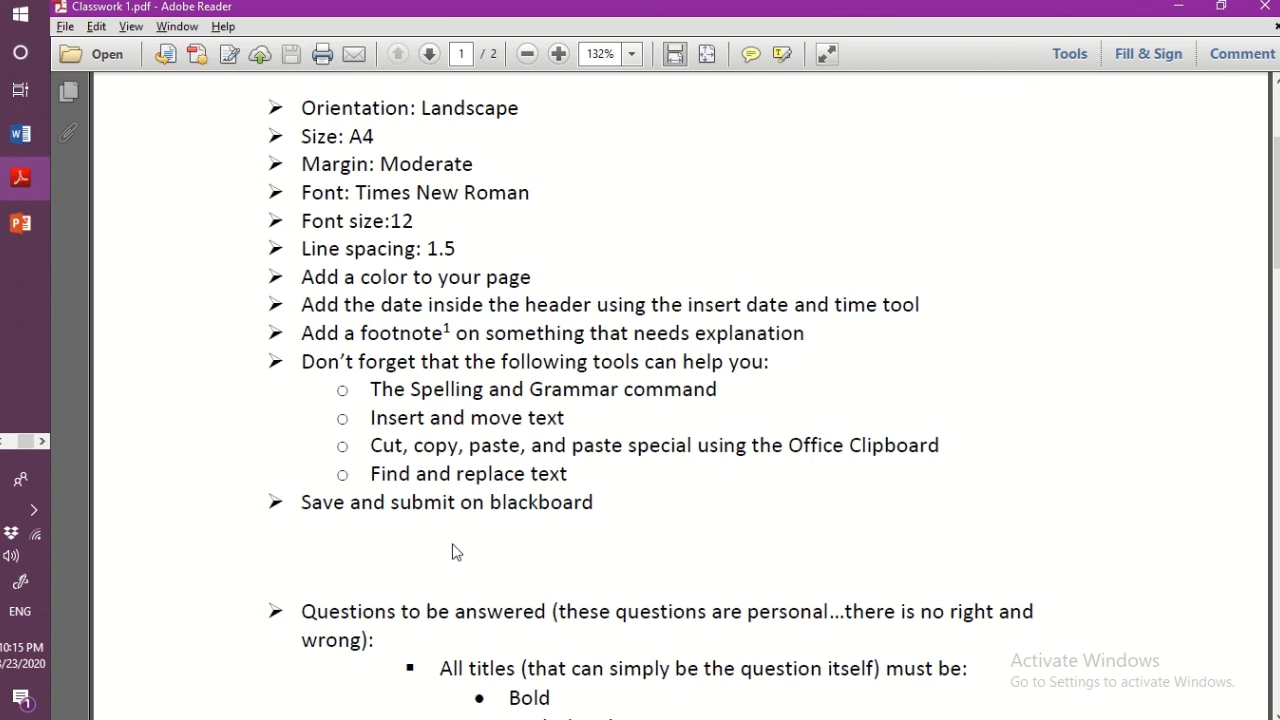 Classwork 1.pdf - Adobe Reader
File Edit View Window Help
Open 1 / 2 132% Tools Fill & Sign Comment
➢ Orientation: Landscape
➢ Size: A4
➢ Margin: Moderate
➢ Font: Times New Roman
➢ Font size:12
➢ Line spacing: 1.5
➢ Add a color to your page
➢ Add the date inside the header using the insert date and time tool
➢ Add a footnote¹ on something that needs explanation
➢ Don’t forget that the following tools can help you:
o The Spelling and Grammar command
o Insert and move text
o Cut, copy, paste, and paste special using the Office Clipboard
o Find and replace text
➢ Save and submit on blackboard
➢ Questions to be answered (these questions are personal…there is no right and
wrong):
▪ All titles (that can simply be the question itself) must be:
• Bold
Activate Windows
Go to Settings to activate Windows.
ENG
10:15 PM
/23/2020
1